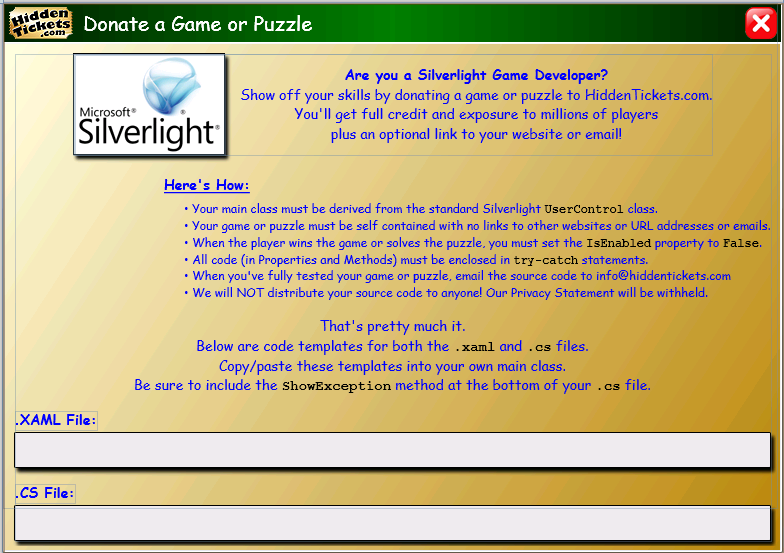 Hidden
Tickets
.com
Donate a Game or Puzzle
Microsoft®
Silverlight®
Are you a Silverlight Game Developer?
Show off your skills by donating a game or puzzle to HiddenTickets.com.
You'll get full credit and exposure to millions of players
plus an optional link to your website or email!
Here's How:
• Your main class must be derived from the standard Silverlight UserControl class.
• Your game or puzzle must be self contained with no links to other websites or URL addresses or emails.
• When the player wins the game or solves the puzzle, you must set the IsEnabled property to False.
• All code (in Properties and Methods) must be enclosed in try-catch statements.
• When you've fully tested your game or puzzle, email the source code to info@hiddentickets.com
• We will NOT distribute your source code to anyone! Our Privacy Statement will be withheld.
That's pretty much it.
Below are code templates for both the .xaml and .cs files.
Copy/paste these templates into your own main class.
Be sure to include the ShowException method at the bottom of your .cs file.
.XAML File:
.CS File: